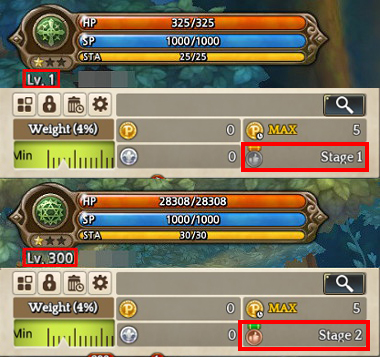 HP 325/325
SP 1000/1000
STA 25/25
Lv. 1
Weight (4%) P 0 P MAX 5
Min 0 Stage 1
HP 28308/28308
SP 1000/1000
STA 30/30
Lv. 300
Weight (4%) P 0 P MAX 5
Min 0 Stage 2